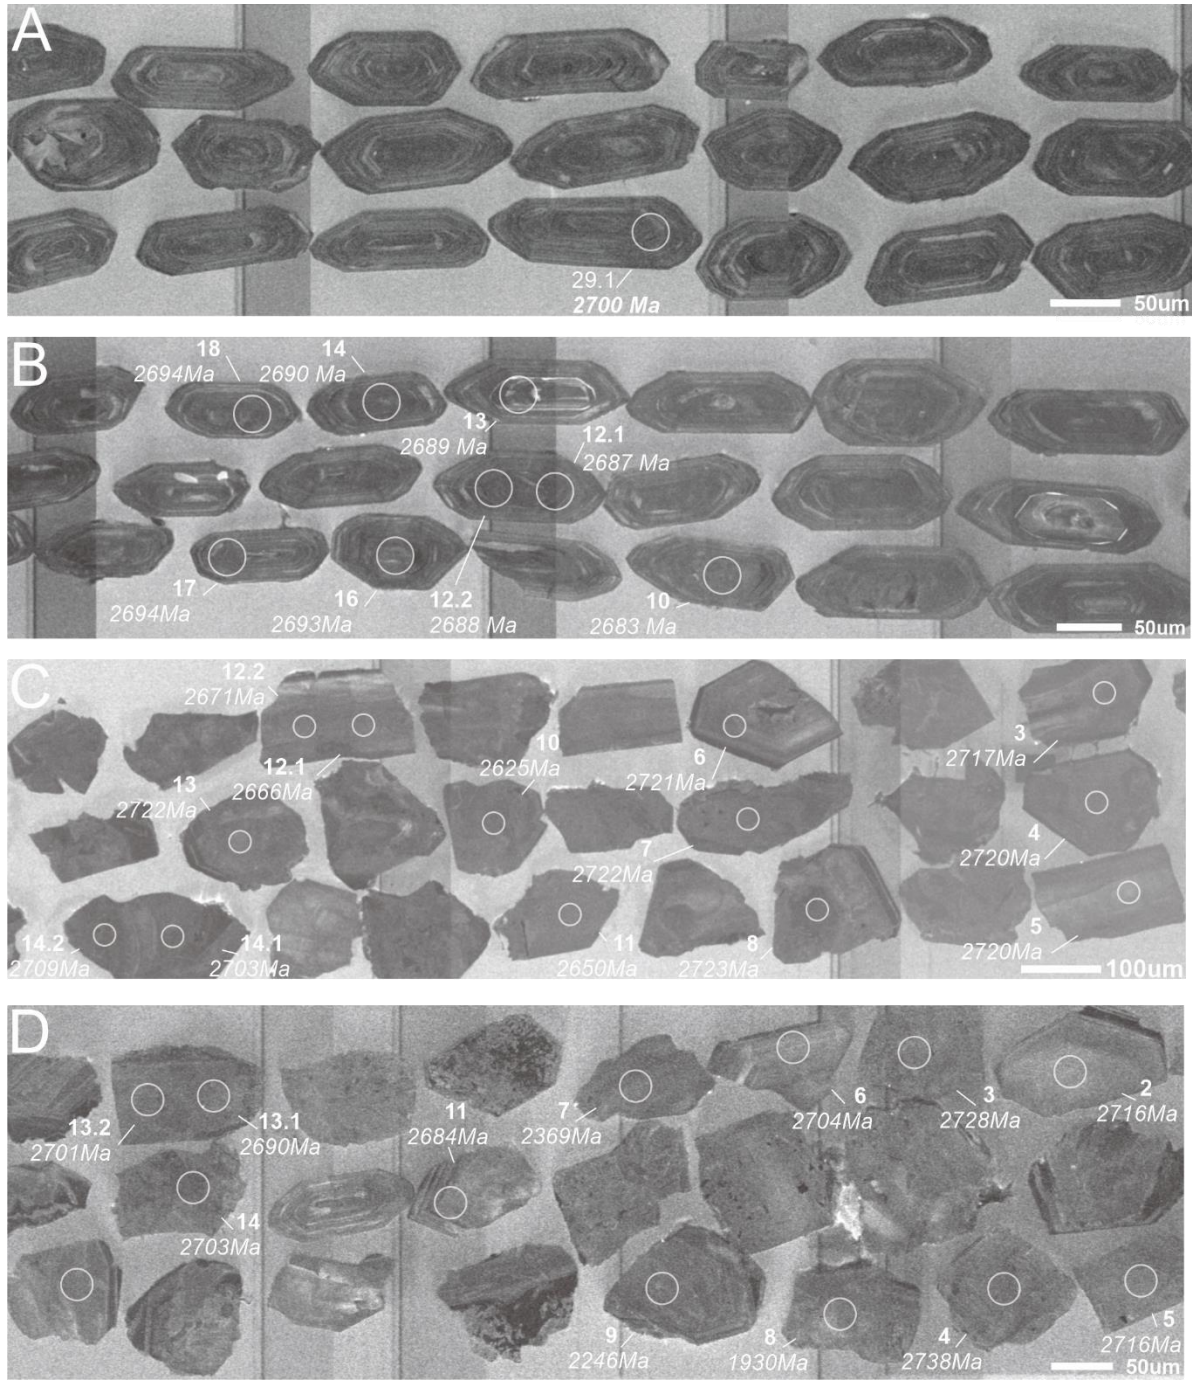 A
29.1
2700 Ma
50um
B
18
2694Ma
14
2690 Ma
13
2689 Ma
12.1
2687 Ma
17
2694Ma
16
2693Ma
12.2
2688 Ma
10
2683 Ma
50um
C
12.2
2671Ma
12.1
2666Ma
10
2625Ma
6
2721Ma
3
2717Ma
13
2722Ma
7
2722Ma
4
2720Ma
14.2
2709Ma
14.1
2703Ma
11
2650Ma
8
2723Ma
5
2720Ma
100um
D
13.2
2701Ma
13.1
2690Ma
11
2684Ma
7
2369Ma
6
2704Ma
3
2728Ma
2
2716Ma
14
2703Ma
9
2246Ma
8
1930Ma
4
2738Ma
5
2716Ma
50um